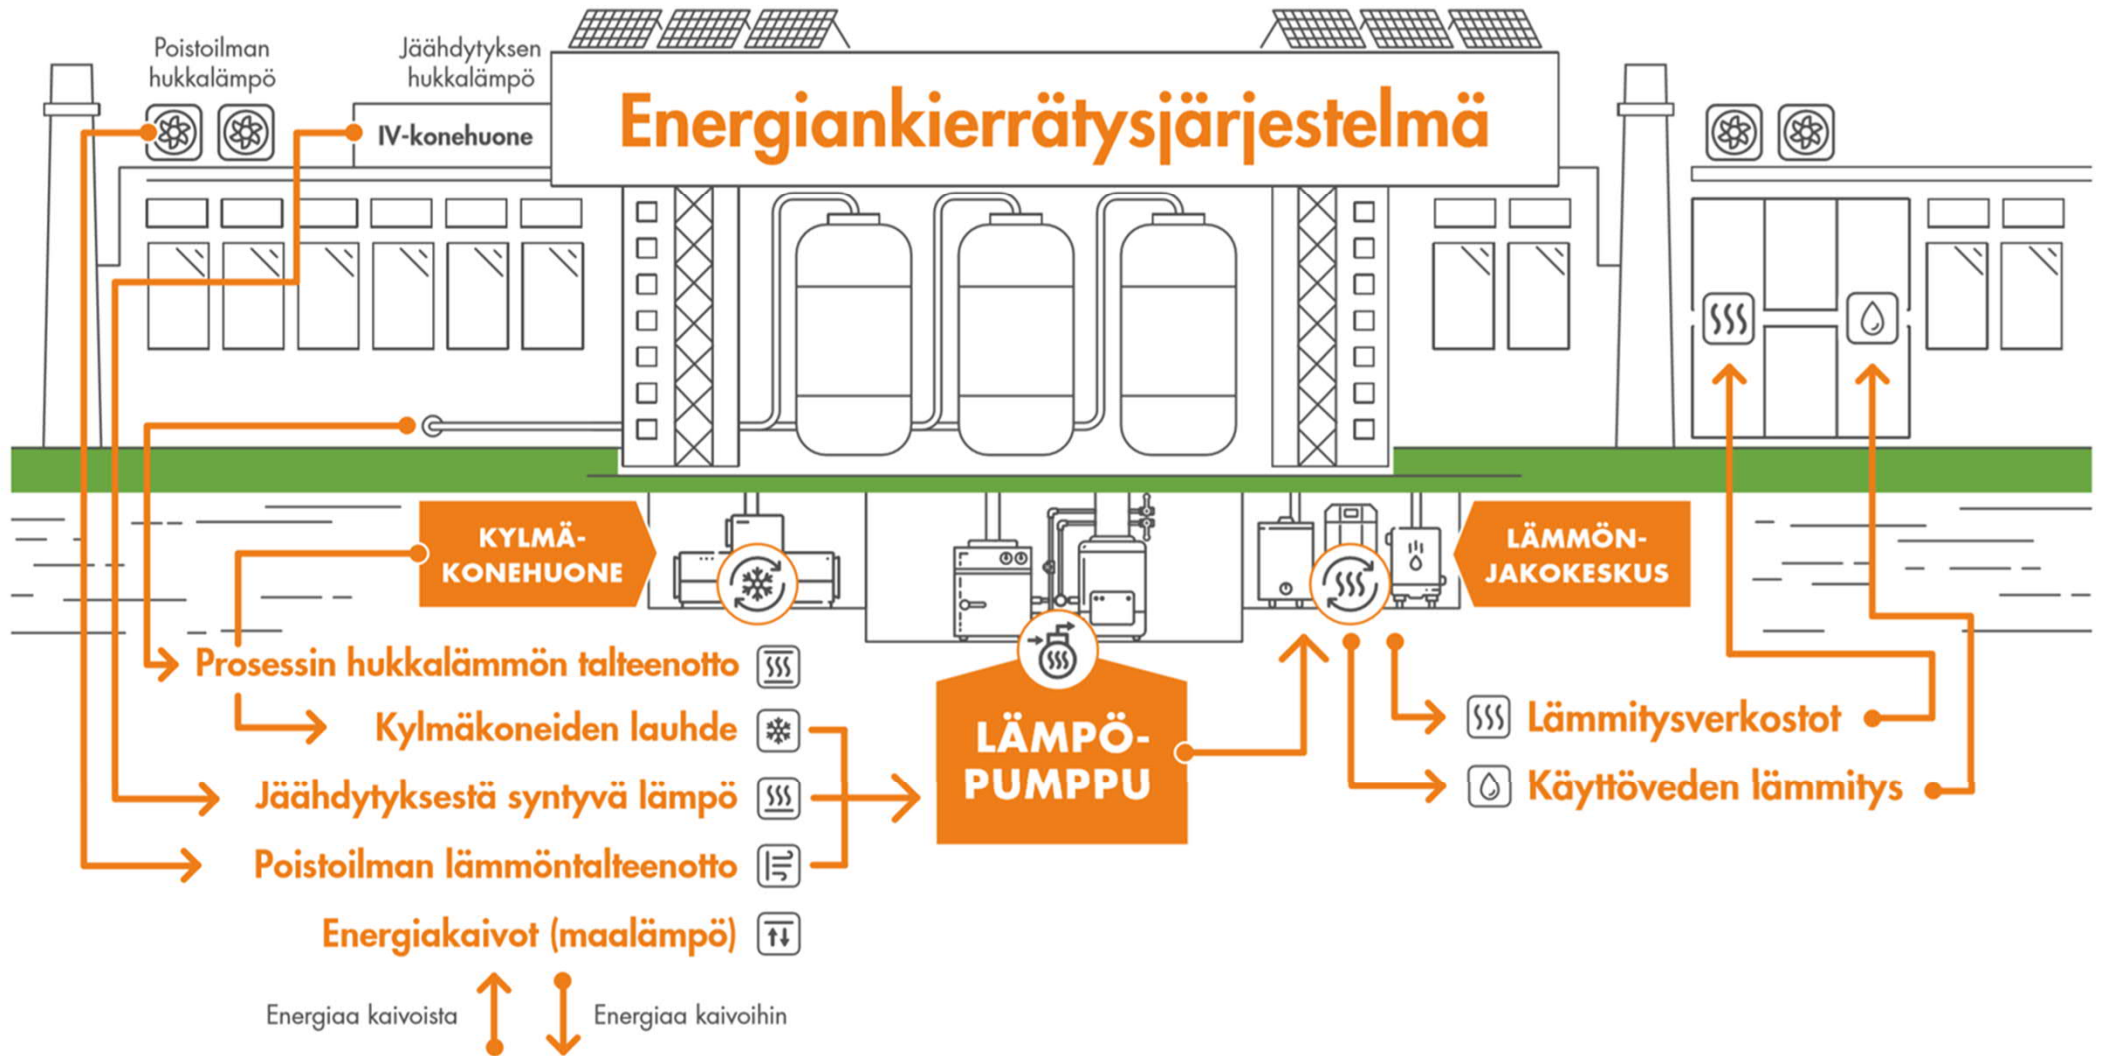 Poistoilman
hukkalämpö
Jäähdytyksen
hukkalämpö
IV-konehuone
Energiankierrätysjärjestelmä
KYLMÄ-
KONEHUONE
LÄMMÖN-
JAKOKESKUS
Prosessin hukkalämmön talteenotto
Kylmäkoneiden lauhde
Jäähdytyksestä syntyvä lämpö
Poistoilman lämmöntalteenotto
Energiakaivot (maalämpö)
Energiaa kaivoista
Energiaa kaivoihin
LÄMPÖ-
PUMPPU
Lämmitysverkostot
Käyttöveden lämmitys